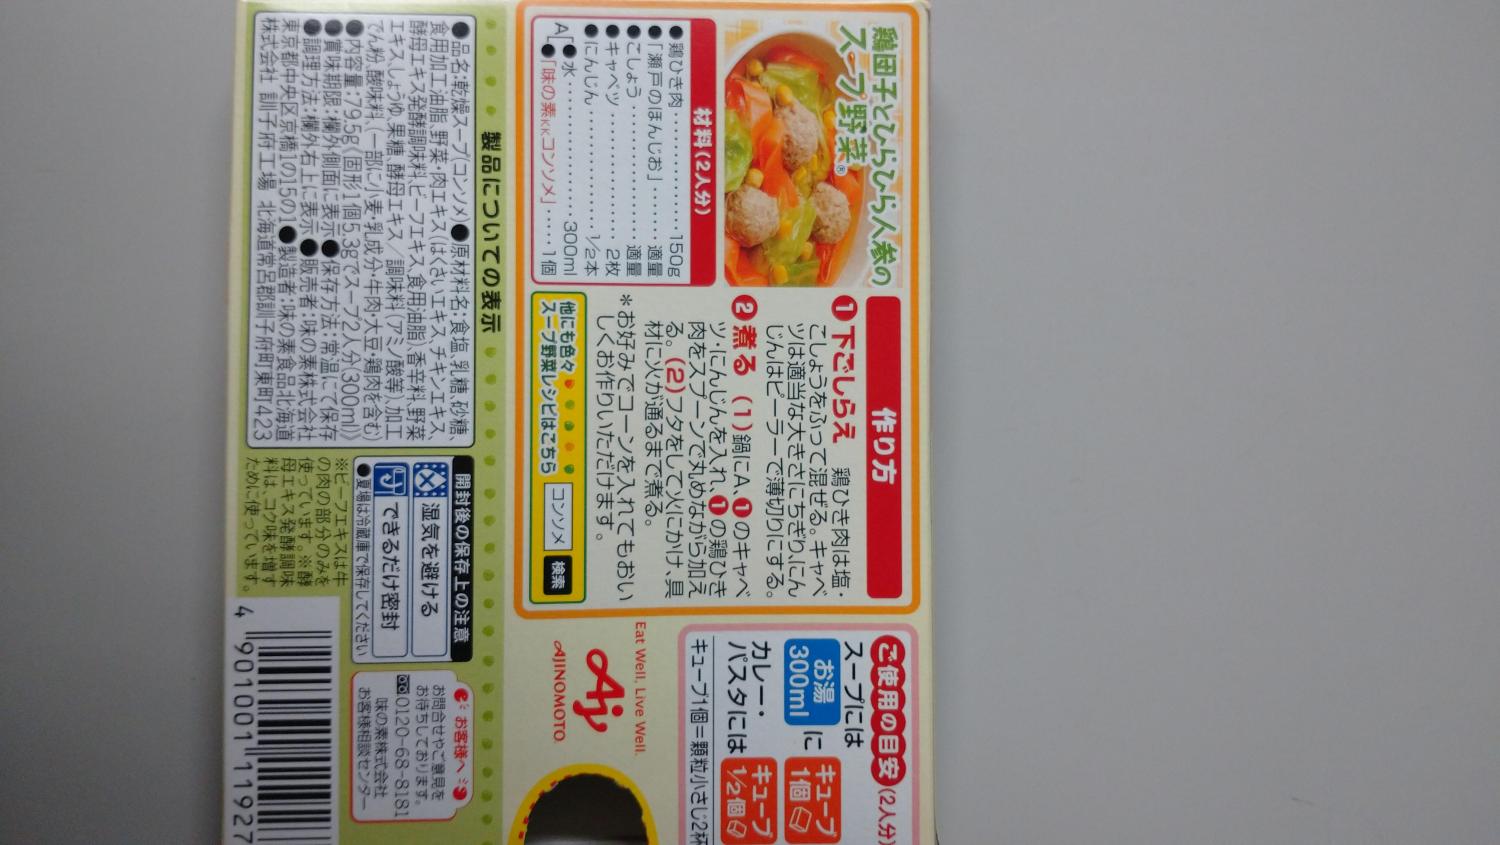 鶏団子とひらひら人参の
スープ野菜®
材料(2人分)
●鶏ひき肉…………………150g
●「瀬戸のほんじお」……適量
●こしょう………………適量
●キャベツ………………2枚
●にんじん………………1/2本
A[●水…………………300ml
●「味の素KKコンソメ」……1個
作り方
1 下ごしらえ 鶏ひき肉は塩・
こしょうをふって混ぜる。キャベ
ツは適当な大きさにちぎり、にん
じんはピーラーで薄切りにする。
2 煮る (1)鍋にA、1のキャベ
ツ・にんじんを入れ、1の鶏ひき
肉をスプーンで丸めながら加え
る。(2)フタをして火にかけ、具
材に火が通るまで煮る。
*お好みでコーンを入れてもおい
しくお作りいただけます。
他にも色々
スープ野菜レシピはこちら
コンソメ 検索
ご使用の目安(2人分)
スープには
お湯
300ml
に
キューブ
1個
カレー・
パスタには
キューブ
1/2個
キューブ1個=顆粒小さじ2杯
Eat Well, Live Well.
Aj
AJINOMOTO.
製品についての表示
●品名:乾燥スープ(コンソメ)●原材料名:食塩、乳糖、砂糖、
食用加工油脂、野菜・肉エキス(はくさいエキス、チキンエキス、
酵母エキス発酵調味料、ビーフエキス、食用油脂)、香辛料、野菜
エキス、しょうゆ、果糖、酵母エキス/調味料(アミノ酸等)、加工
でん粉、酸味料、(一部に小麦・乳成分・牛肉・大豆・鶏肉を含む)
●内容量:79.5g《固形1個5.3gでスープ2人分(300ml)》
●賞味期限:欄外側面に表示●保存方法:常温にて保存
●調理方法:欄外右上に表示●販売者:味の素株式会社
東京都中央区京橋1の15の1●製造者:味の素食品北海道
株式会社 訓子府工場 北海道常呂郡訓子府町東町423
開封後の保存上の注意
湿気を避ける
できるだけ密封
●夏場は冷蔵庫で保存してください
※ビーフエキスは牛
の肉の部分のみを
使っています。※酵
母エキス発酵調味
料は、コク味を増す
ために使っています。
お客様へ
お問合せやご意見を
お待ちしております。
0120-68-8181
味の素株式会社
お客様相談センター
4 901001 11927